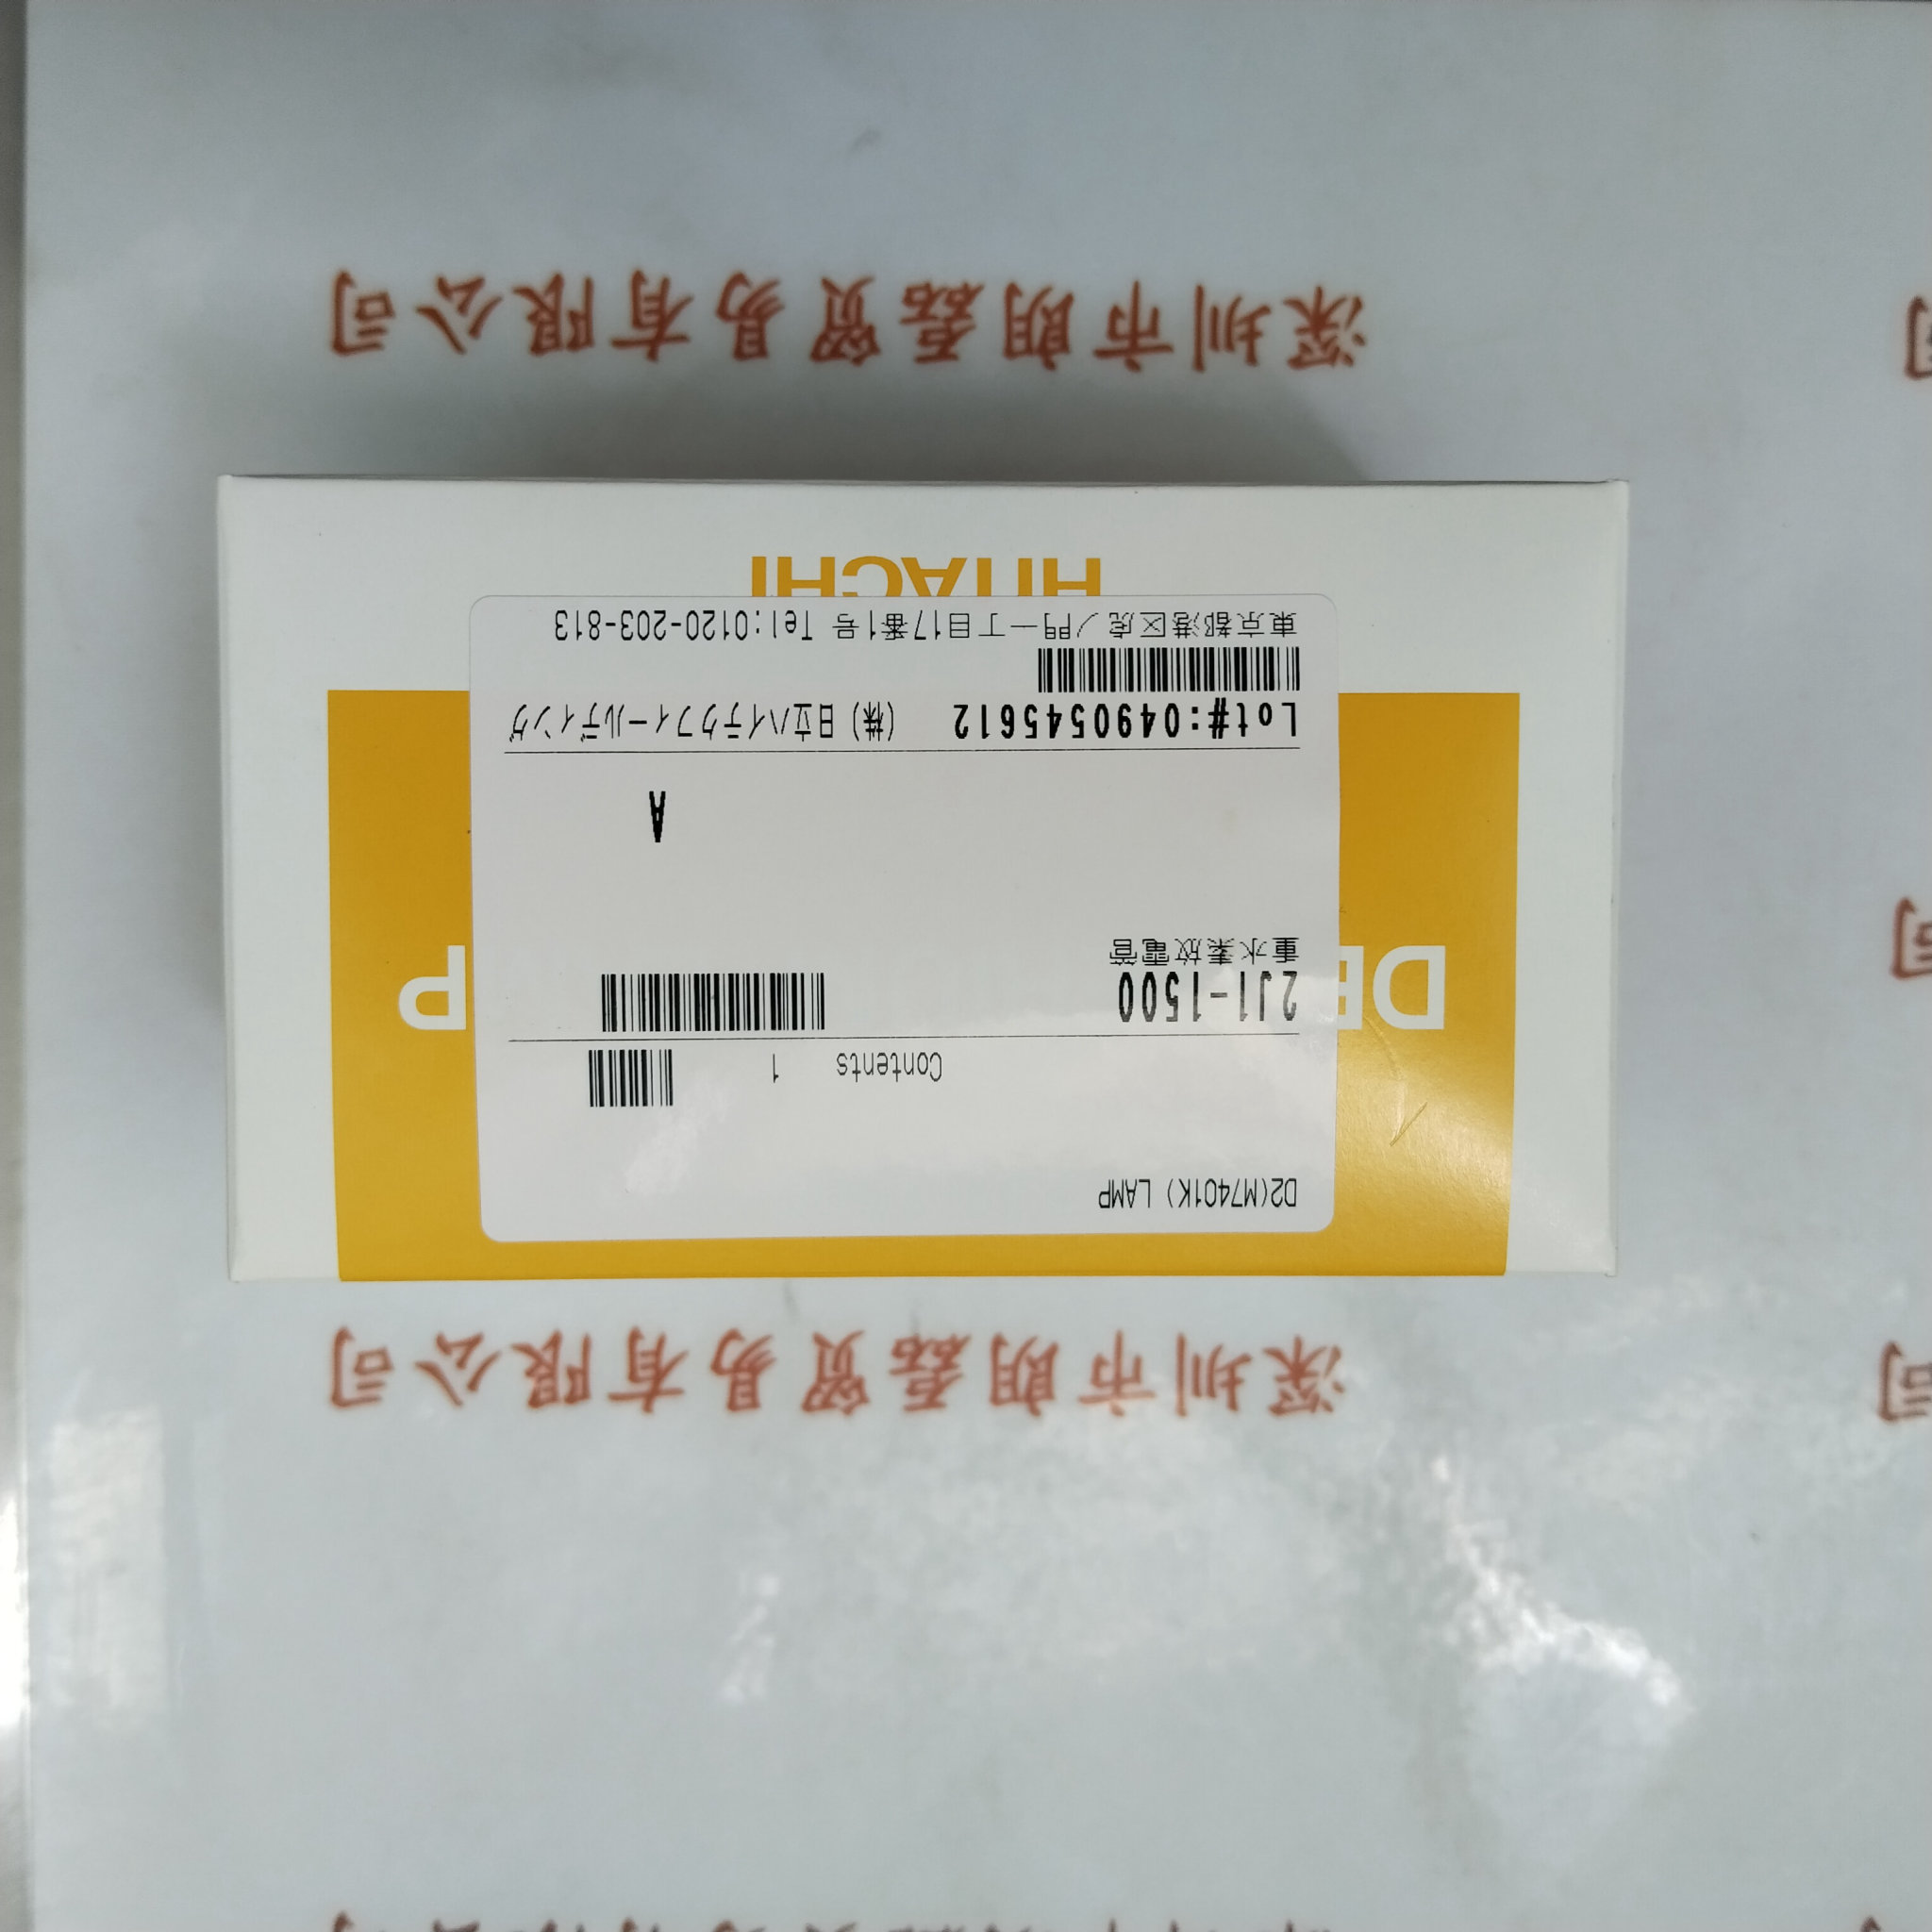 深圳市朗磊贸易有限公司
D2(M7401K) LAMP
Contents 1
2J1-1500
重水素放電管
DE P
A
Lot#:0490545612 (株)日立ハイテクフィールディング
東京都港区虎ノ門一丁目17番1号 Tel:0120-203-813
HITACHI
深圳市朗磊贸易有限公司